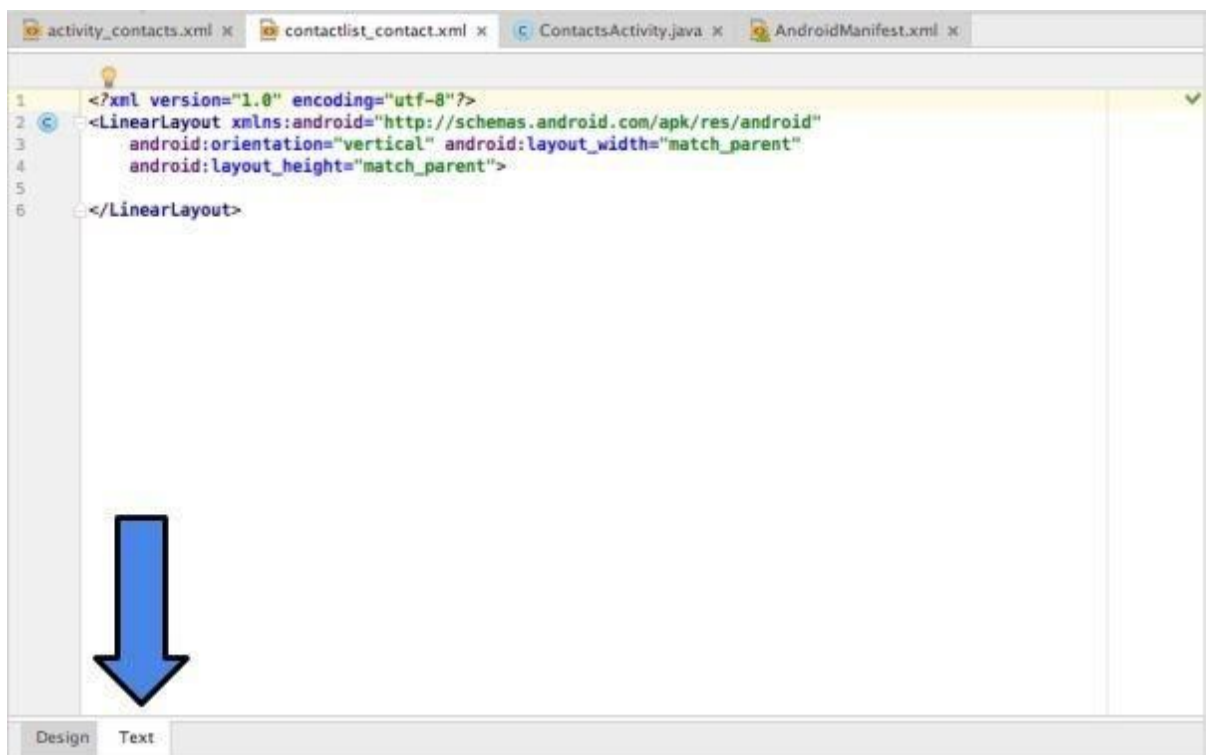 activity_contacts.xml × contactlist_contact.xml × C ContactsActivity.java × AndroidManifest.xml ×
1 <?xml version="1.0" encoding="utf-8"?>
2 C <LinearLayout xmlns:android="http://schemas.android.com/apk/res/android"
3 android:orientation="vertical" android:layout_width="match_parent"
4 android:layout_height="match_parent">
5
6 </LinearLayout>
Design Text